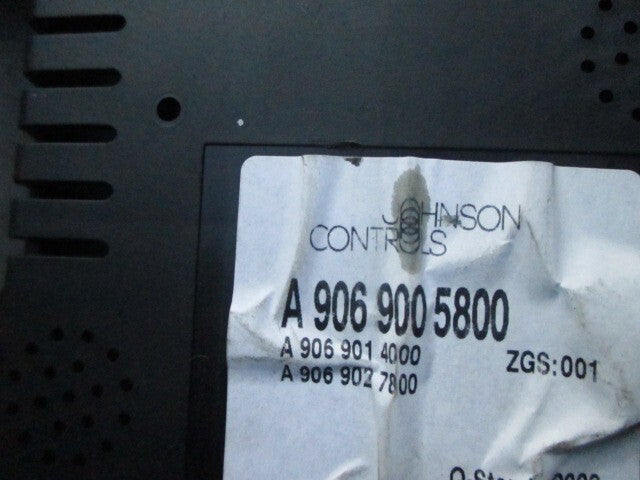 JOHNSON
CONTROLS
A 906 900 5800
A 906 901 4000
ZGS:001
A 906 902 7800